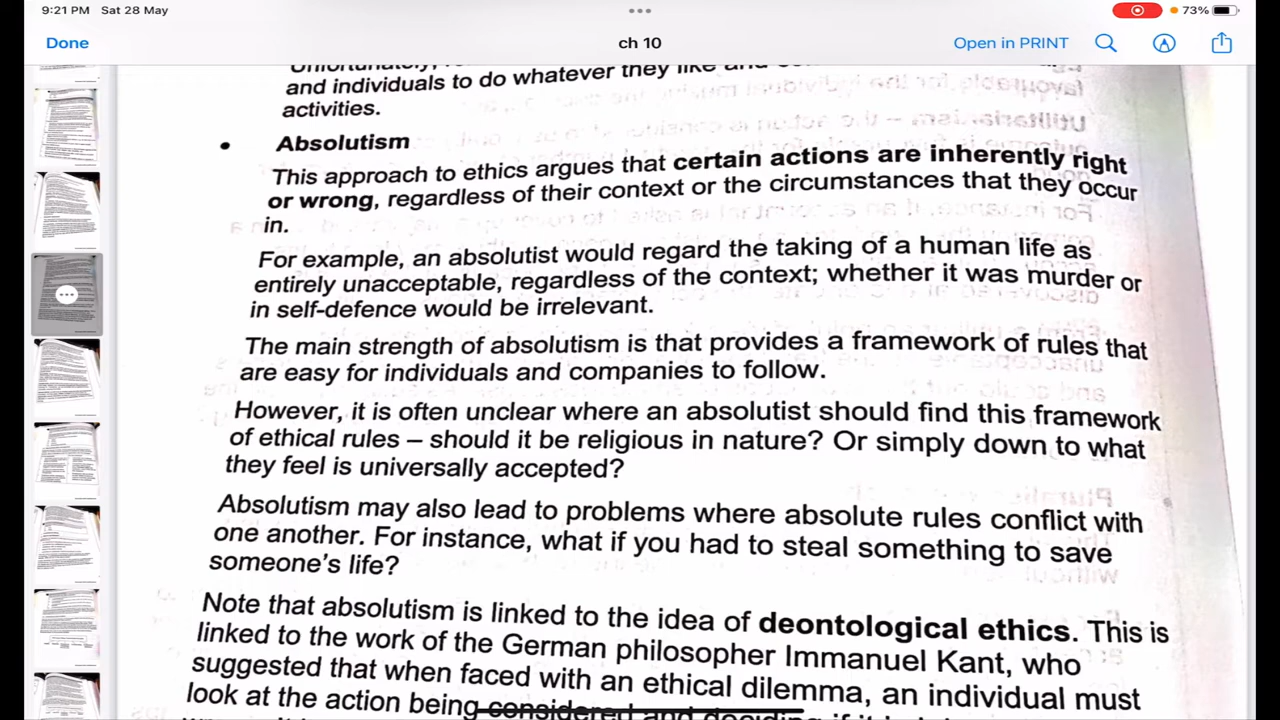 9:21 PM Sat 28 May
73%
Done
ch 10
Open in PRINT
and individuals to do whatever they like and
activities.
• Absolutism
This approach to ethics argues that certain actions are inherently right
or wrong, regardless of their context or the circumstances that they occur
in.
For example, an absolutist would regard the taking of a human life as
entirely unacceptable, regardless of the context; whether it was murder or
in self-defence would be irrelevant.
The main strength of absolutism is that provides a framework of rules that
are easy for individuals and companies to follow.
However, it is often unclear where an absolutist should find this framework
of ethical rules – should it be religious in nature? Or simply down to what
they feel is universally accepted?
Absolutism may also lead to problems where absolute rules conflict with
one another. For instance, what if you had to steal something to save
someone's life?
Note that absolutism is linked to the idea of deontological ethics. This is
linked to the work of the German philosopher Immanuel Kant, who
suggested that when faced with an ethical dilemma, an individual must
look at the action being considered and deciding if it is